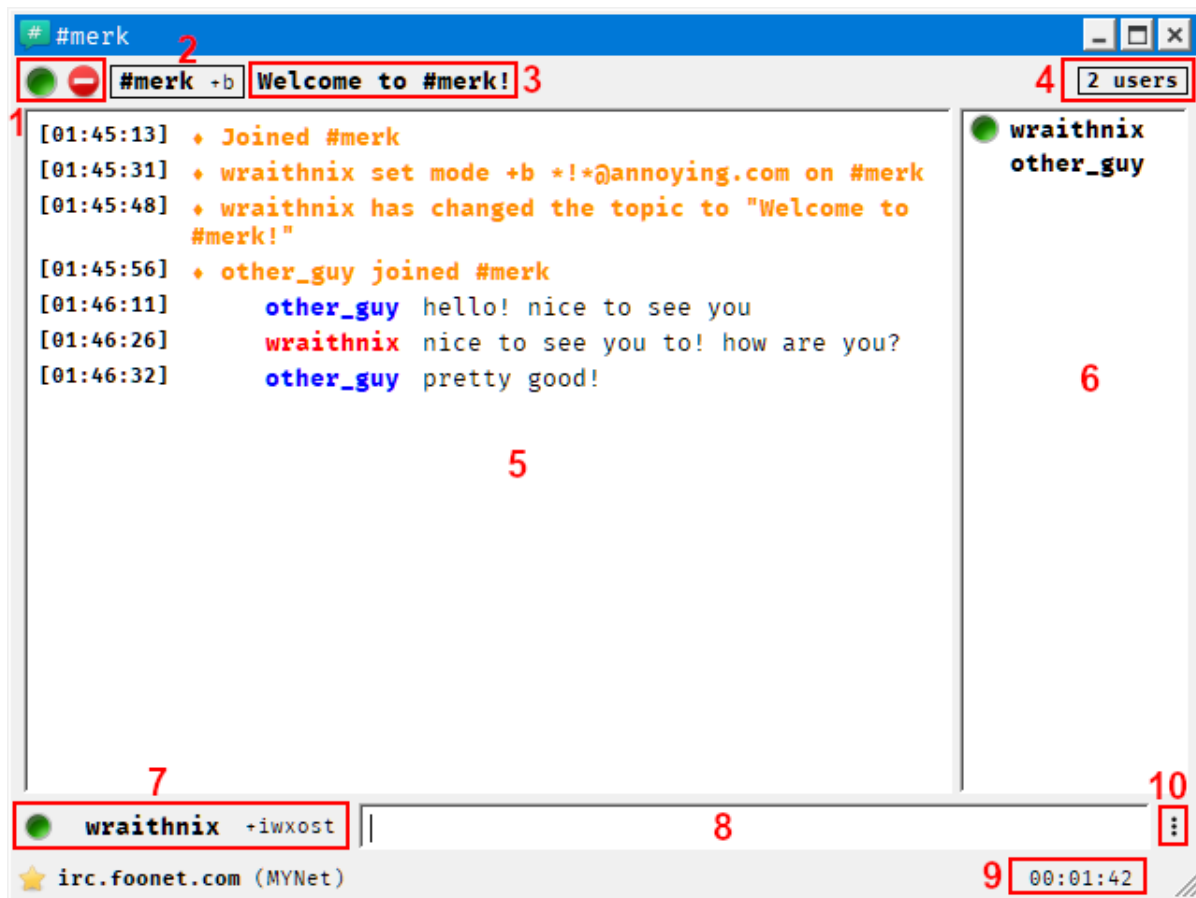 # #merk
2
#merk +b Welcome to #merk! 3 4 2 users
1
[01:45:13] ♦ Joined #merk
[01:45:31] ♦ wraithnix set mode +b *!*@annoying.com on #merk
[01:45:48] ♦ wraithnix has changed the topic to "Welcome to
#merk!"
[01:45:56] ♦ other_guy joined #merk
[01:46:11] other_guy hello! nice to see you
[01:46:26] wraithnix nice to see you to! how are you?
[01:46:32] other_guy pretty good!
5
wraithnix
other_guy
6
7 10
wraithnix +iwxost 8
irc.foonet.com (MYNet) 9 00:01:42